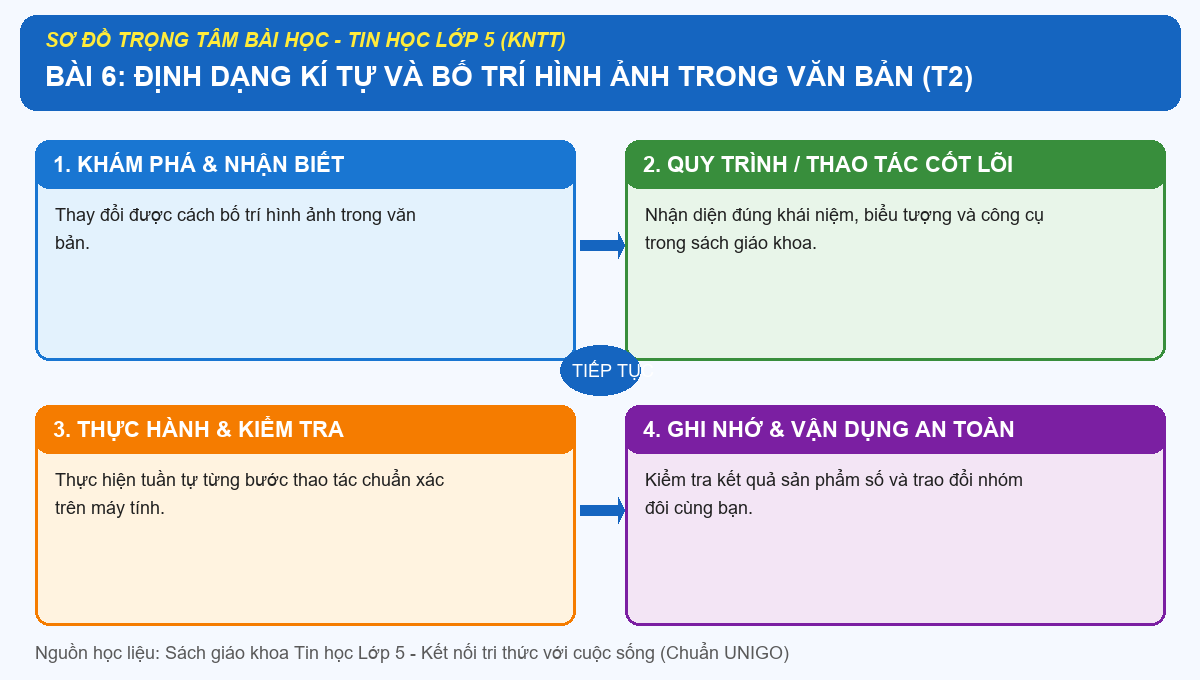 SƠ ĐỒ TRỌNG TÂM BÀI HỌC - TIN HỌC LỚP 5 (KNTT)
BÀI 6: ĐỊNH DẠNG KÍ TỰ VÀ BỐ TRÍ HÌNH ẢNH TRONG VĂN BẢN (T2)
1. KHÁM PHÁ & NHẬN BIẾT
Thay đổi được cách bố trí hình ảnh trong văn
bản.
2. QUY TRÌNH / THAO TÁC CỐT LÕI
Nhận diện đúng khái niệm, biểu tượng và công cụ
trong sách giáo khoa.
TIẾP TỤC
3. THỰC HÀNH & KIỂM TRA
Thực hiện tuần tự từng bước thao tác chuẩn xác
trên máy tính.
4. GHI NHỚ & VẬN DỤNG AN TOÀN
Kiểm tra kết quả sản phẩm số và trao đổi nhóm
đôi cùng bạn.
Nguồn học liệu: Sách giáo khoa Tin học Lớp 5 - Kết nối tri thức với cuộc sống (Chuẩn UNIGO)